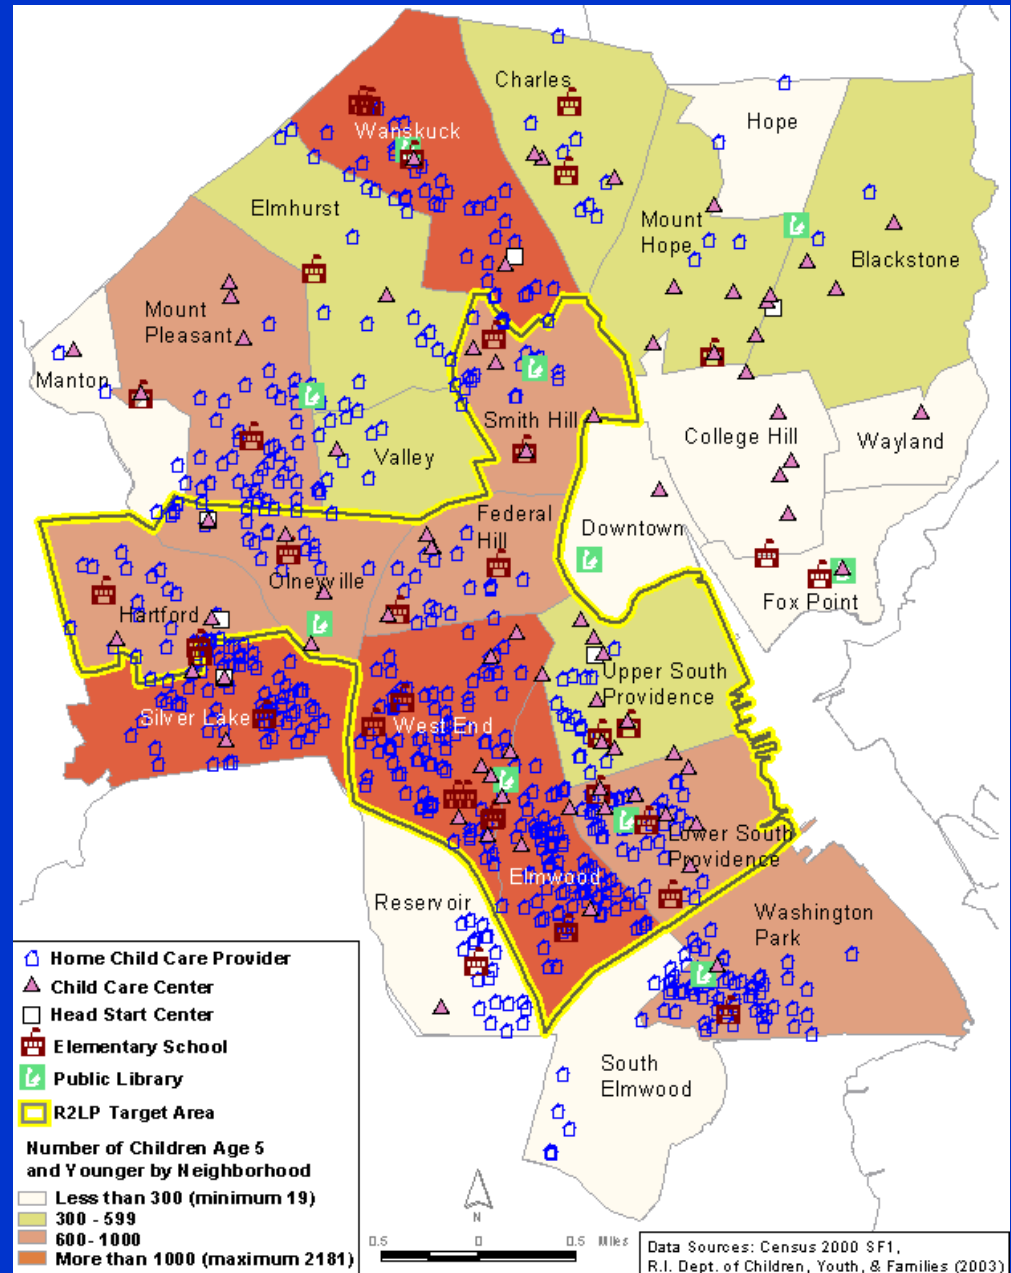 Charles
Hope
Wanskuck
Elmhurst
Mount
Hope
Blackstone
Mount
Pleasant
Manton
Smith Hill
College Hill
Wayland
Valley
Federal
Hill
Downtown
Olneyville
Hartford
Fox Point
Upper South
Providence
Silver Lake
West End
Lower South
Providence
Elmwood
Reservoir
Washington
Park
South
Elmwood
Home Child Care Provider
Child Care Center
Head Start Center
Elementary School
Public Library
R2LP Target Area
Number of Children Age 5
and Younger by Neighborhood
Less than 300 (minimum 19)
300 - 599
600- 1000
More than 1000 (maximum 2181)
N
0.5 0 0.5 Miles
Data Sources: Census 2000 SF1,
R.I. Dept. of Children, Youth, & Families (2003)